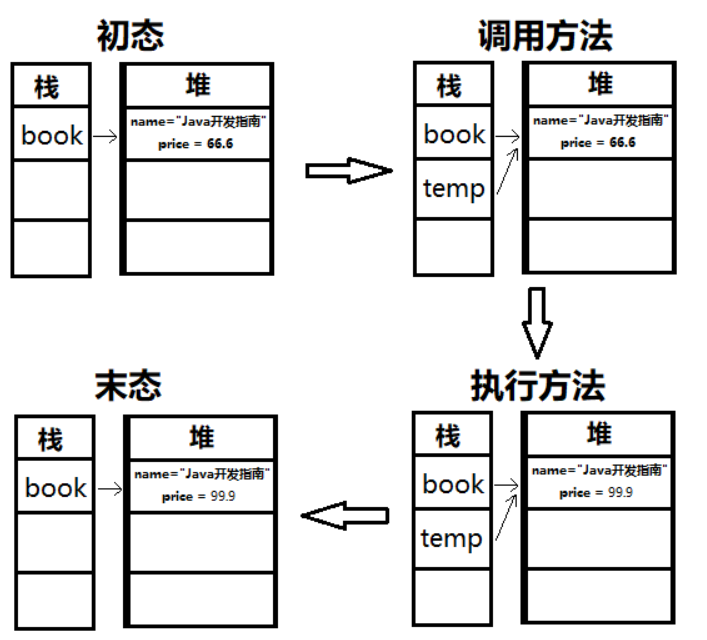 初态
栈
堆
book
name="Java开发指南"
price = 66.6
调用方法
栈
堆
book
name="Java开发指南"
price = 66.6
temp
末态
栈
堆
book
name="Java开发指南"
price = 99.9
执行方法
栈
堆
book
name="Java开发指南"
price = 99.9
temp